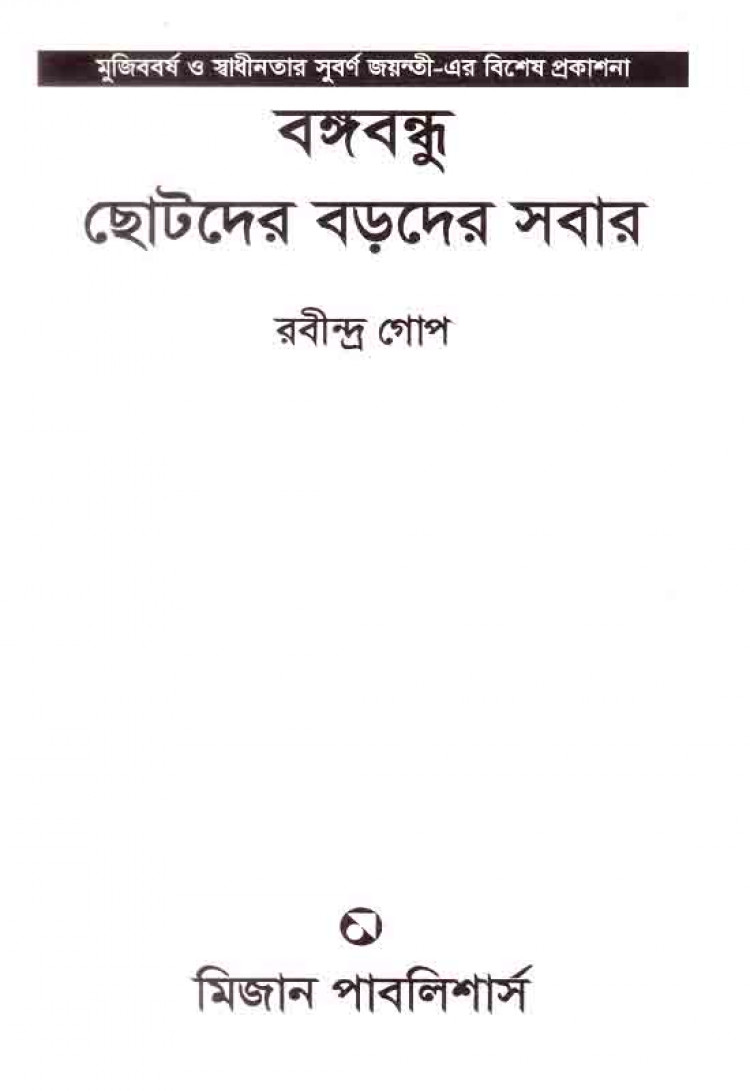 মুজিববর্ষ ও স্বাধীনতার সুবর্ণ জয়ন্তী-এর বিশেষ প্রকাশনা
বঙ্গবন্ধু
ছোটদের বড়দের সবার
রবীন্দ্র গোপ
মিজান পাবলিশার্স